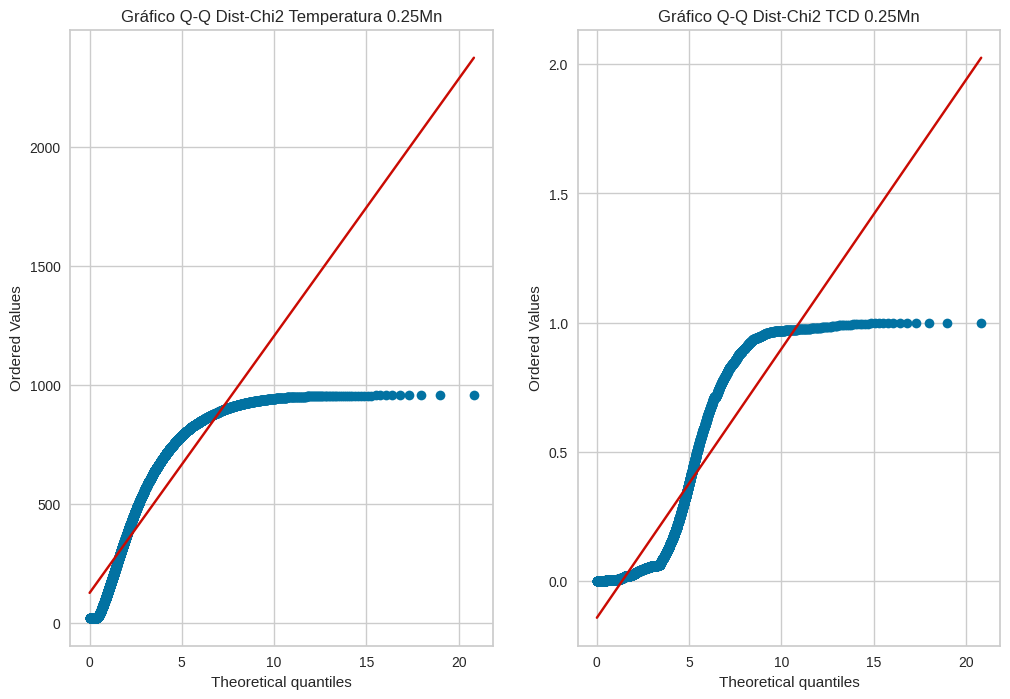 Gráfico Q-Q Dist-Chi2 Temperatura 0.25Mn
Ordered Values
2000
1500
1000
500
0
0 5 10 15 20
Theoretical quantiles
Gráfico Q-Q Dist-Chi2 TCD 0.25Mn
Ordered Values
2.0
1.5
1.0
0.5
0.0
0 5 10 15 20
Theoretical quantiles